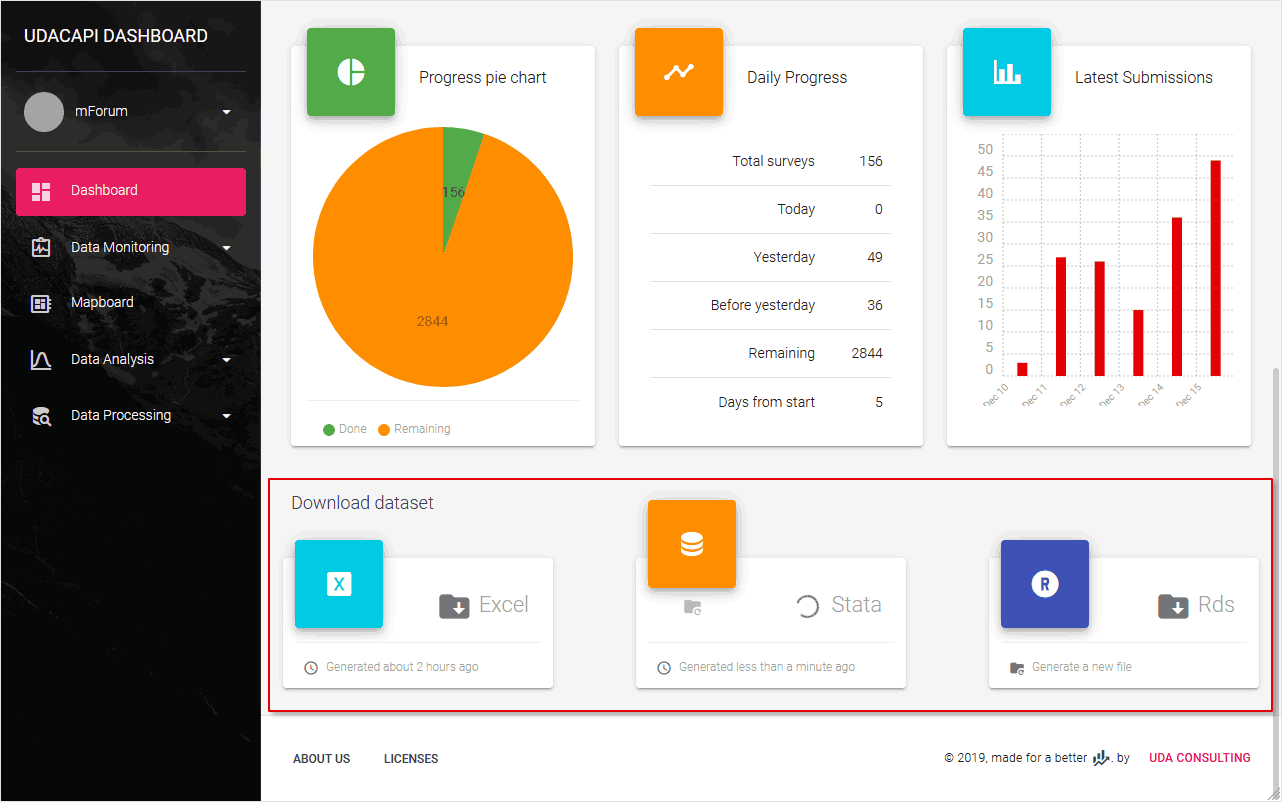 UDACAPI DASHBOARD
mForum
Dashboard
Data Monitoring
Mapboard
Data Analysis
Data Processing
Progress pie chart
156
2844
Done Remaining
Daily Progress
Total surveys 156
Today 0
Yesterday 49
Before yesterday 36
Remaining 2844
Days from start 5
Latest Submissions
50
45
40
35
30
25
20
15
10
5
0
Dec 10 Dec 11 Dec 12 Dec 13 Dec 14 Dec 15
Download dataset
X
Excel
Generated about 2 hours ago
Stata
Generated less than a minute ago
R
Rds
Generate a new file
ABOUT US LICENSES © 2019, made for a better . by UDA CONSULTING